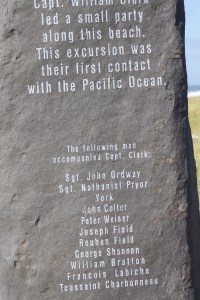 Capt. William Clark
led a small party
along this beach.
This excursion was
their first contact
with the Pacific Ocean.
The following men
accompanied Capt. Clark:
Sgt. John Ordway
Sgt. Nathaniel Pryor
York
John Colter
Peter Weiser
Joseph Field
Reuban Field
George Shannon
William Bratton
Francois Labiche
Toussaint Charbonneau